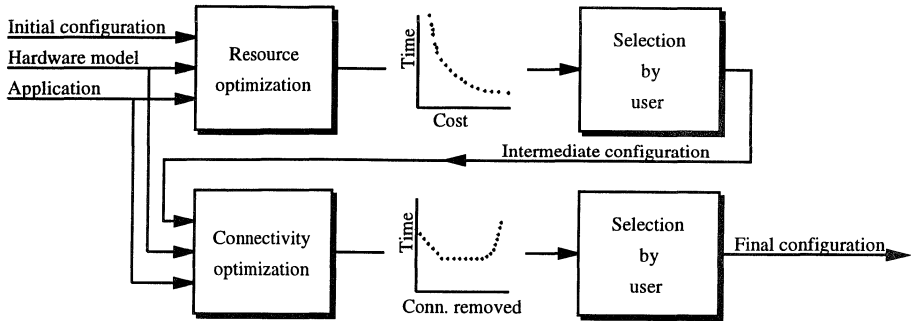 Initial configuration
Hardware model
Application
Resource
optimization
Time
Cost
Selection
by
user
Intermediate configuration
Connectivity
optimization
Time
Conn. removed
Selection
by
user
Final configuration